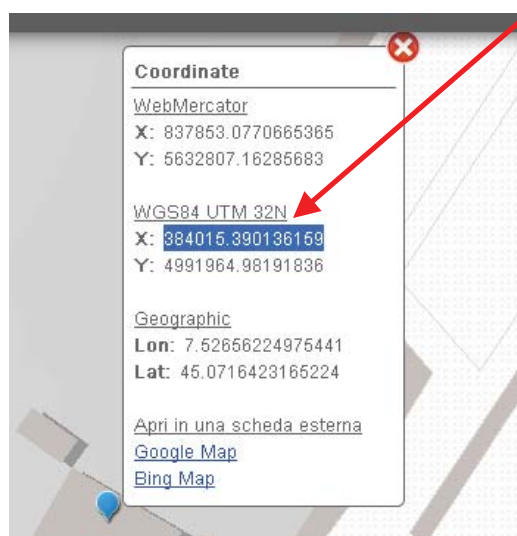 Coordinate
WebMercator
X: 837853.0770665365
Y: 5632807.16285683
WGS84 UTM 32N
X: 384015.390136159
Y: 4991964.98191836
Geographic
Lon: 7.52656224975441
Lat: 45.0716423165224
Apri in una scheda esterna
Google Map
Bing Map